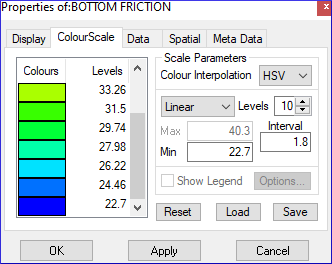 Properties of:BOTTOM FRICTION x
Display ColourScale Data Spatial Meta Data
Colours Levels
33.26
31.5
29.74
27.98
26.22
24.46
22.7
Scale Parameters
Colour Interpolation HSV
Linear Levels 10
Max 40.3 Interval
Min 22.7 1.8
Show Legend Options...
Reset Load Save
OK Apply Cancel